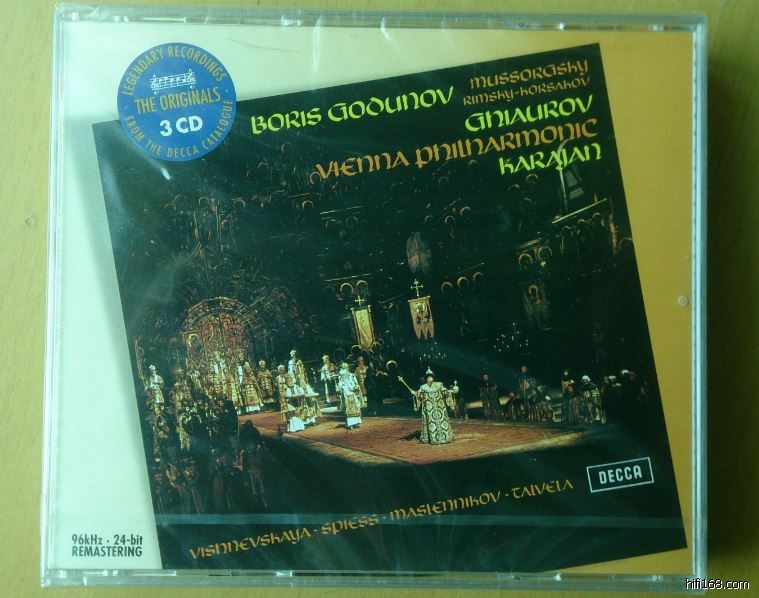 LEGENDARY RECORDINGS
THE ORIGINALS
3 CD
FROM THE DECCA CATALOGUE
BORIS GODUNOV
MUSSORGSKY
RIMSKY-KORSAKOV
GHIAUROV
VIENNA PHILHARMONIC
KARAJAN
DECCA
VISHNEVSKAYA · SPIESS · MASLENNIKOV · TALVELA
96kHz · 24-bit
REMASTERING
hifi168.com